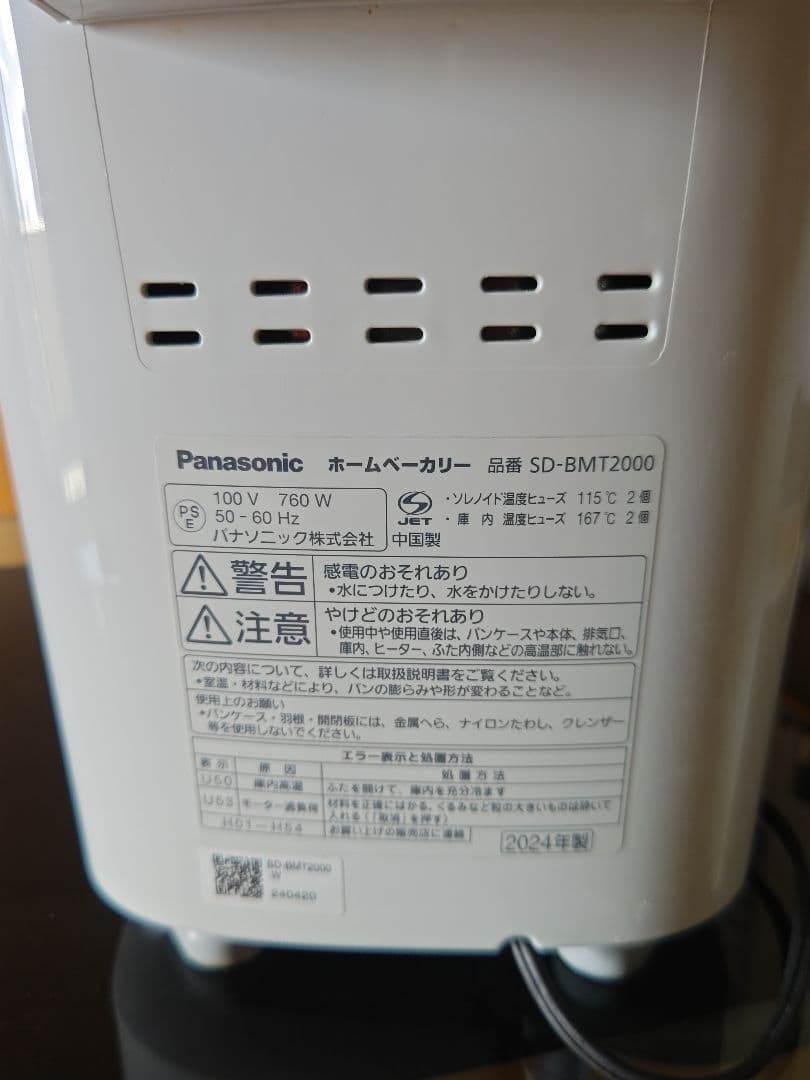 Panasonic ホームベーカリー 品番 SD-BMT2000
PS
E
100 V 760 W
50 - 60 Hz
パナソニック株式会社
JET
・ソレノイド温度ヒューズ 115℃ 2個
・庫 内 温度ヒューズ 167℃ 2個
中国製
警告
感電のおそれあり
•水につけたり、水をかけたりしない。
注意
やけどのおそれあり
•使用中や使用直後は、パンケースや本体、排気口、
庫内、ヒーター、ふた内側などの高温部に触れない。
次の内容について、詳しくは取扱説明書をご覧ください。
•室温・材料などにより、パンの膨らみや形が変わることなど。
使用上のお願い
•パンケース・羽根・開閉板には、金属へら、ナイロンたわし、クレンザー
等を使用しないでください。
エラー表示と処置方法
表 示 原 因 処 置 方 法
U50 庫内高温 ふたを開けて、庫内を充分冷ます
U53 モーター過負荷 材料を正確にはかる、くるみなど粒の大きいものは砕いて
入れる（「取消」を押す）
H01－H54 お買い上げの販売店に連絡
2024年製
SD-BMT2000
W
240420